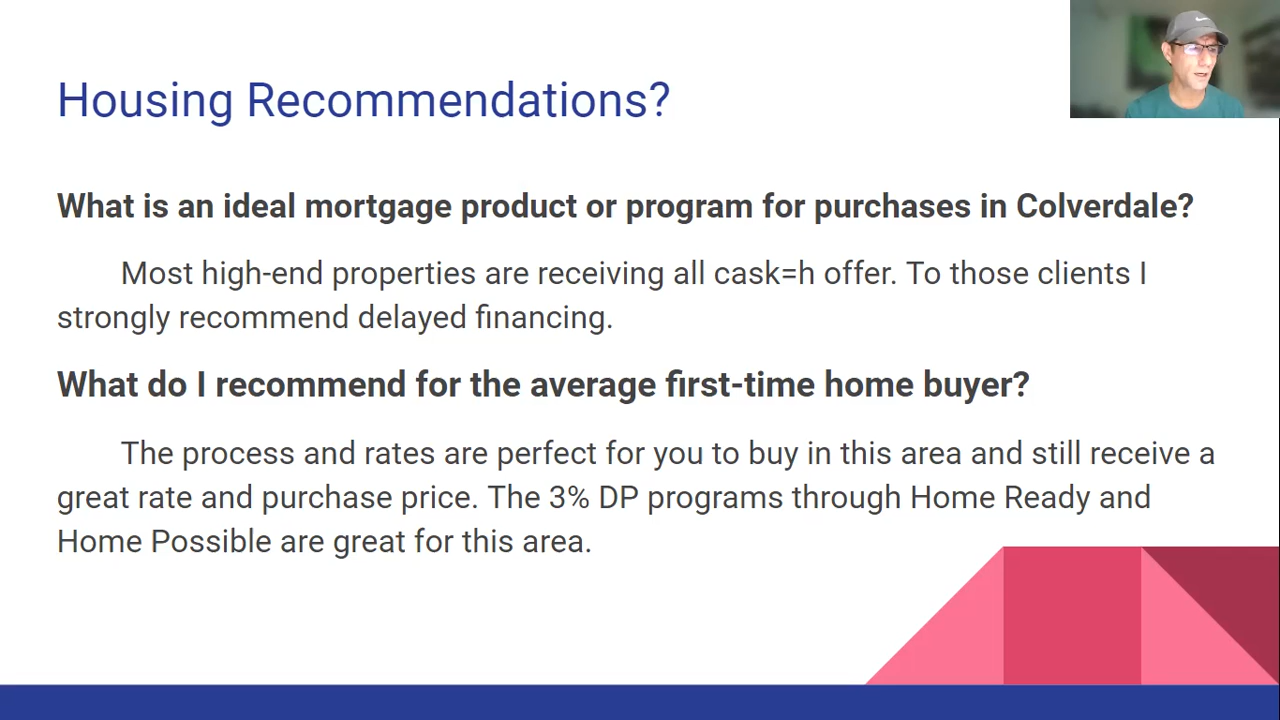 Housing Recommendations?
What is an ideal mortgage product or program for purchases in Colverdale?
Most high-end properties are receiving all cask=h offer. To those clients I
strongly recommend delayed financing.
What do I recommend for the average first-time home buyer?
The process and rates are perfect for you to buy in this area and still receive a
great rate and purchase price. The 3% DP programs through Home Ready and
Home Possible are great for this area.